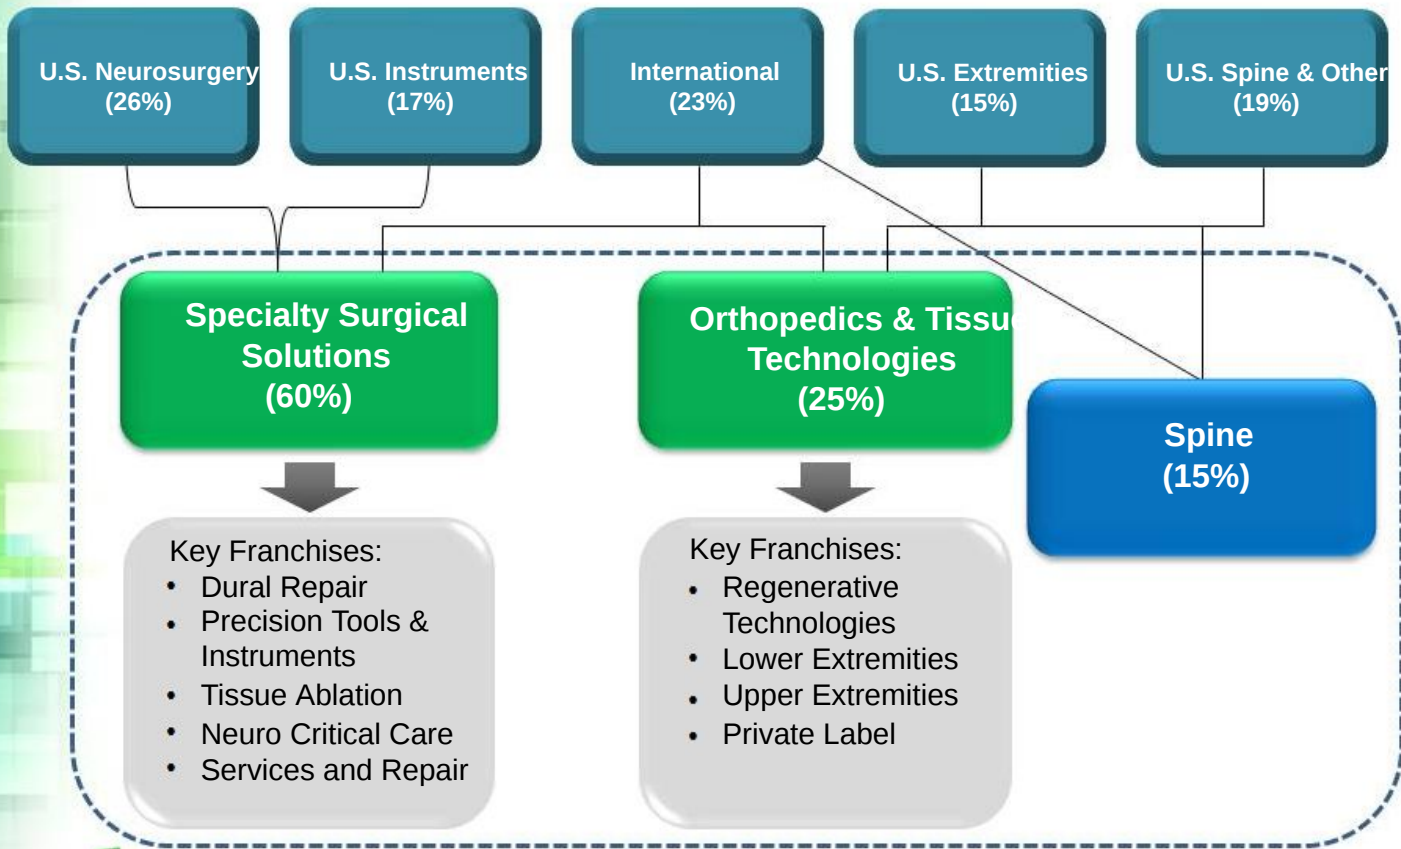 U.S. Neurosurgery
(26%)
U.S. Instruments
(17%)
International
(23%)
U.S. Extremities
(15%)
U.S. Spine & Other
(19%)
Specialty Surgical
Solutions
(60%)
Orthopedics & Tissue
Technologies
(25%)
Spine
(15%)
Key Franchises:
• Dural Repair
• Precision Tools &
Instruments
• Tissue Ablation
• Neuro Critical Care
• Services and Repair
Key Franchises:
• Regenerative
Technologies
• Lower Extremities
• Upper Extremities
• Private Label